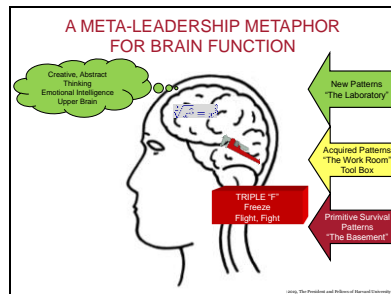 A META-LEADERSHIP METAPHOR
FOR BRAIN FUNCTION
Creative, Abstract
Thinking
Emotional Intelligence
Upper Brain
New Patterns
“The Laboratory”
Acquired Patterns
“The Work Room”
Tool Box
TRIPLE “F”
Freeze
Flight, Fight
Primitive Survival
Patterns
“The Basement”
The President and Fellows of Harvard University